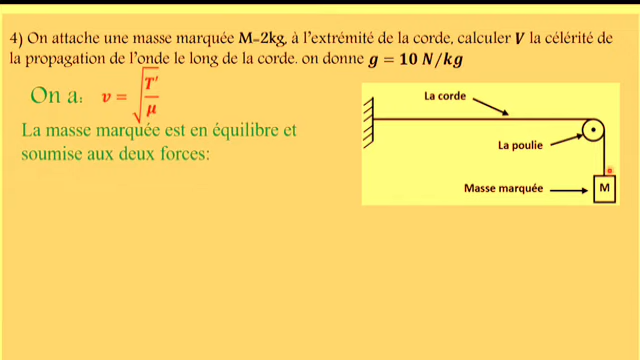 4) On attache une masse marquée M=2kg, à l'extrémité de la corde, calculer V la célérité de
la propagation de l'onde le long de la corde. on donne g = 10 N/kg
On a: v = √(T'/μ)
La masse marquée est en équilibre et
soumise aux deux forces:
La corde
La poulie
Masse marquée
M